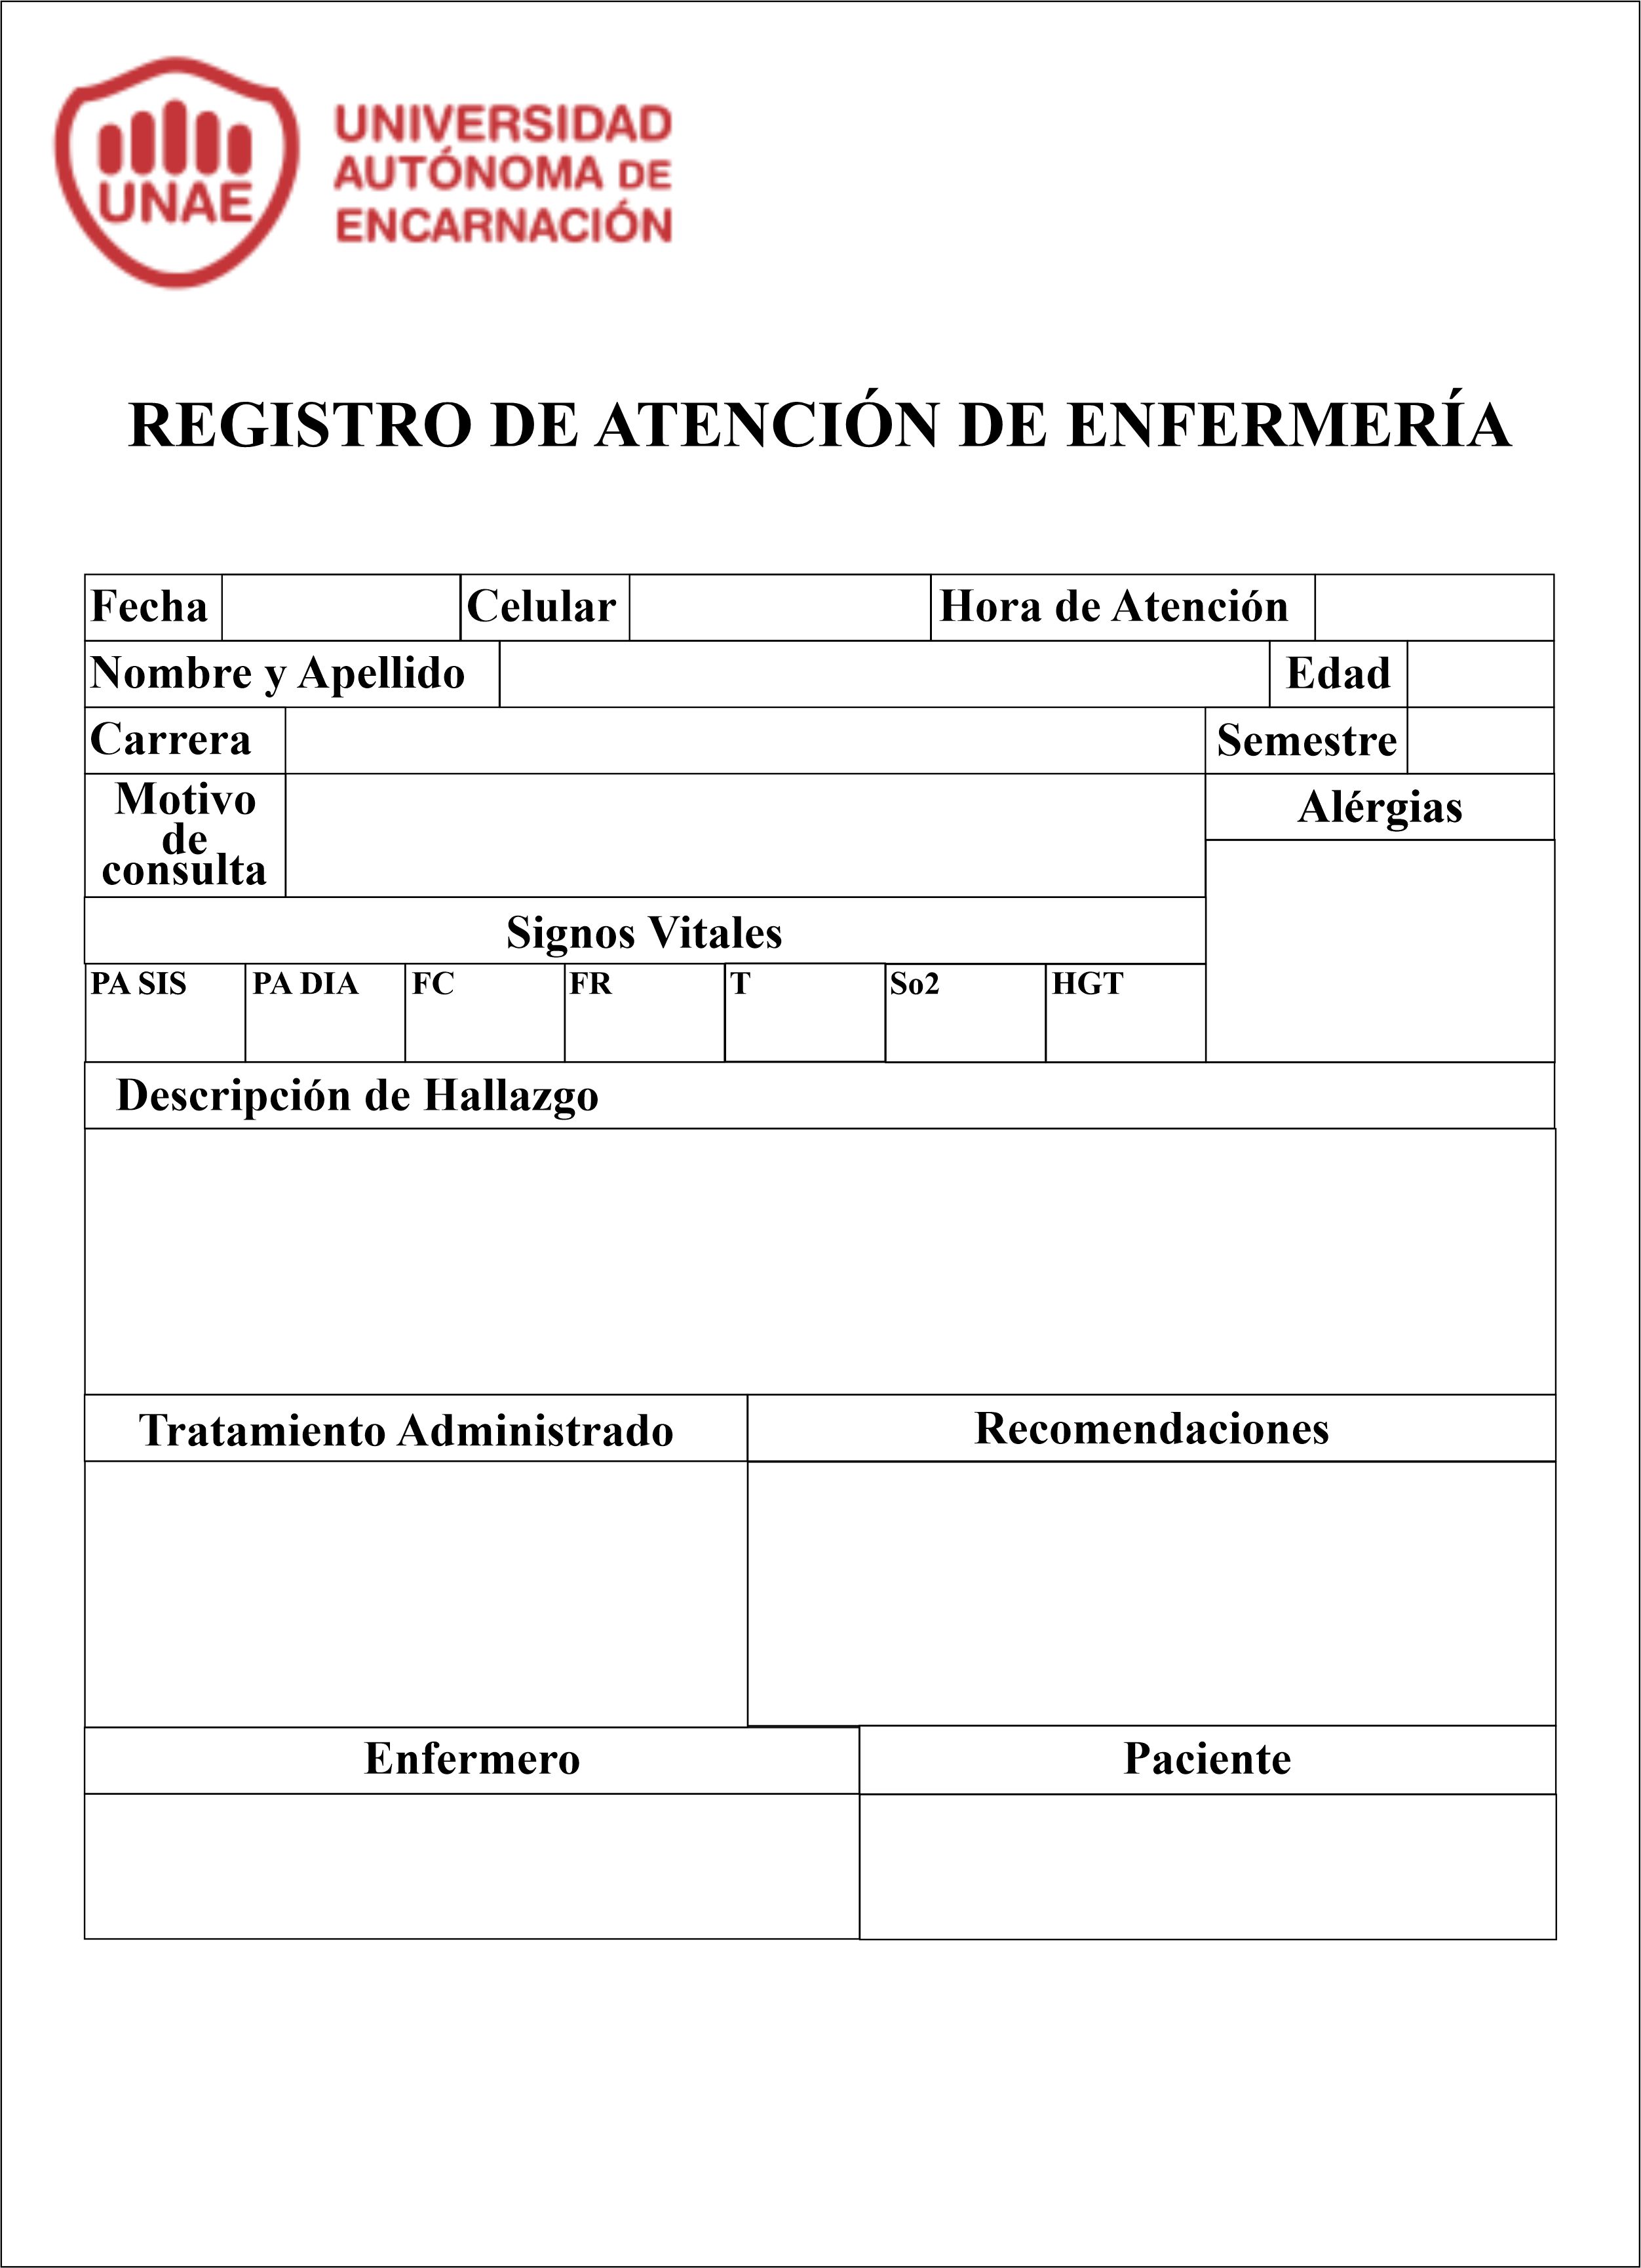 UNAE
UNIVERSIDAD
AUTÓNOMA DE
ENCARNACIÓN
REGISTRO DE ATENCIÓN DE ENFERMERÍA
Fecha Celular Hora de Atención
Nombre y Apellido Edad
Carrera Semestre
Motivo
de
consulta
Alérgias
Signos Vitales
PA SIS PA DIA FC FR T So2 HGT
Descripción de Hallazgo
Tratamiento Administrado Recomendaciones
Enfermero Paciente